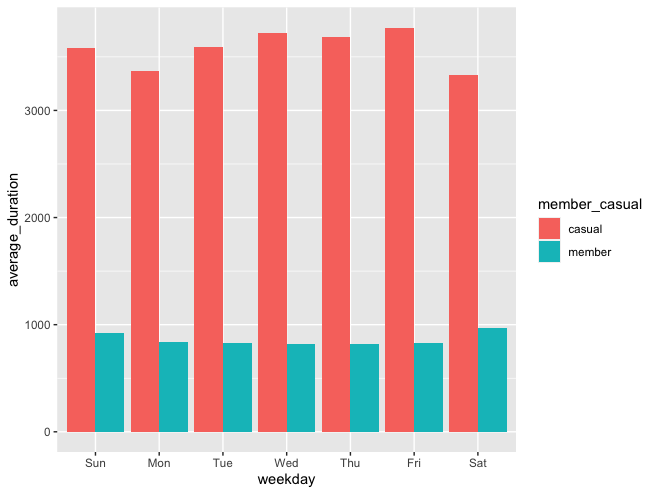 average_duration
3000
2000
1000
0
Sun Mon Tue Wed Thu Fri Sat
weekday
member_casual
casual
member